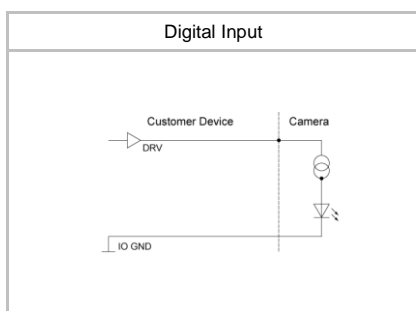 Digital Input
Customer Device
Camera
DRV
IO GND